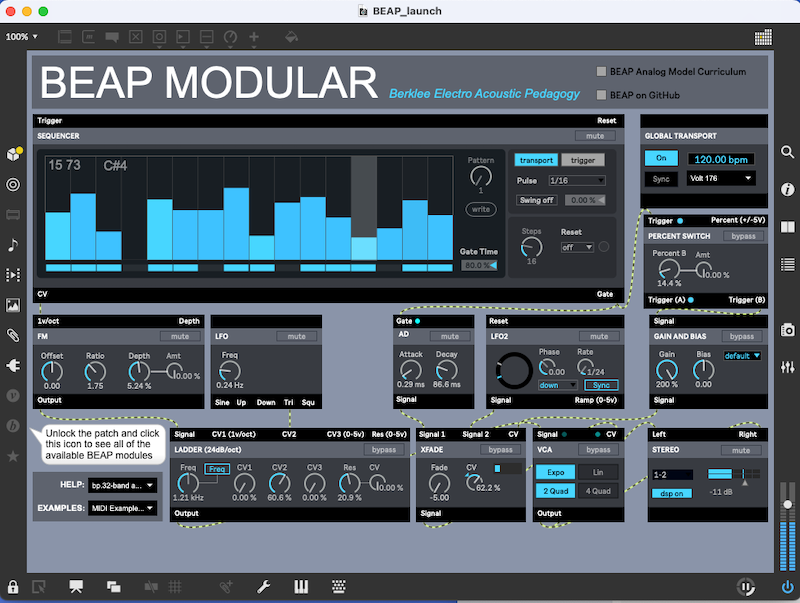 BEAP_launch
100%
BEAP MODULAR
Berklee Electro Acoustic Pedagogy
BEAP Analog Model Curriculum
BEAP on GitHub
Trigger Reset
SEQUENCER mute
15 73 C#4
Pattern
1
write
Gate Time
80.0 %
transport trigger
Pulse 1/16
Swing off 0.00 %
Steps Reset
16 off
CV Gate
GLOBAL TRANSPORT
On 120.00 bpm
Sync Volt 176
Trigger Percent (+/-5V)
PERCENT SWITCH bypass
Percent B Amt
14.4 % 0.00 %
Trigger (A) Trigger (B)
1v/oct Depth
FM mute
Offset Ratio Depth Amt
0.00 1.75 5.24 % 0.00 %
Output
LFO mute
Freq
0.24 Hz
Sine Up Down Tri Squ
Gate
AD mute
Attack Decay
0.29 ms 86.6 ms
Signal
Reset
LFO2 mute
Phase Rate
0.00 1/24
down Sync
Signal Ramp (0-5v)
Signal
GAIN AND BIAS bypass
Gain Bias default
200 % 0.00
Signal
Unlock the patch and click
this icon to see all of the
available BEAP modules
HELP: bp.32-band a...
EXAMPLES: MIDI Example...
Signal CV1 (1v/oct) CV2 CV3 (0-5v) Res (0-5v)
LADDER (24dB/oct) bypass
Freq Freq CV1 CV2 CV3 Res CV
1.21 kHz 0.00 % 60.6 % 0.00 % 20.9 % 0.00 %
Output
Signal 1 Signal 2 CV
XFADE bypass
Fade CV
-5.00 62.2 %
Signal
Signal CV
VCA bypass
Expo Lin
2 Quad 4 Quad
Output
Left Right
STEREO mute
1-2
dsp on -11 dB